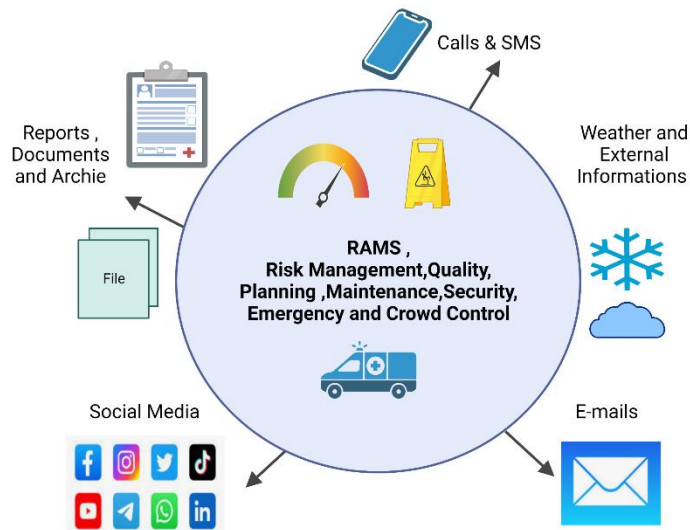 Calls & SMS
Reports ,
Documents
and Archie
Weather and
External
Informations
File
RAMS ,
Risk Management,Quality,
Planning ,Maintenance,Security,
Emergency and Crowd Control
Social Media
E-mails
in